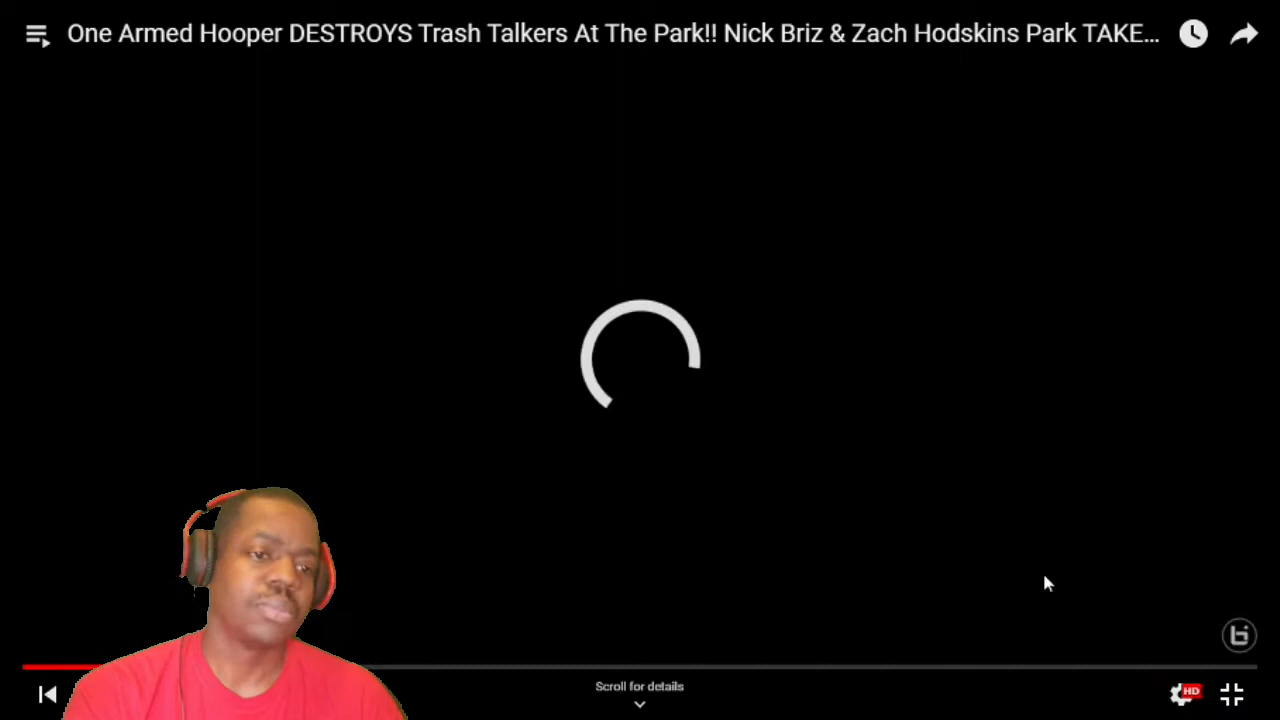 One Armed Hooper DESTROYS Trash Talkers At The Park!! Nick Briz & Zach Hodskins Park TAKE...
Scroll for details
HD